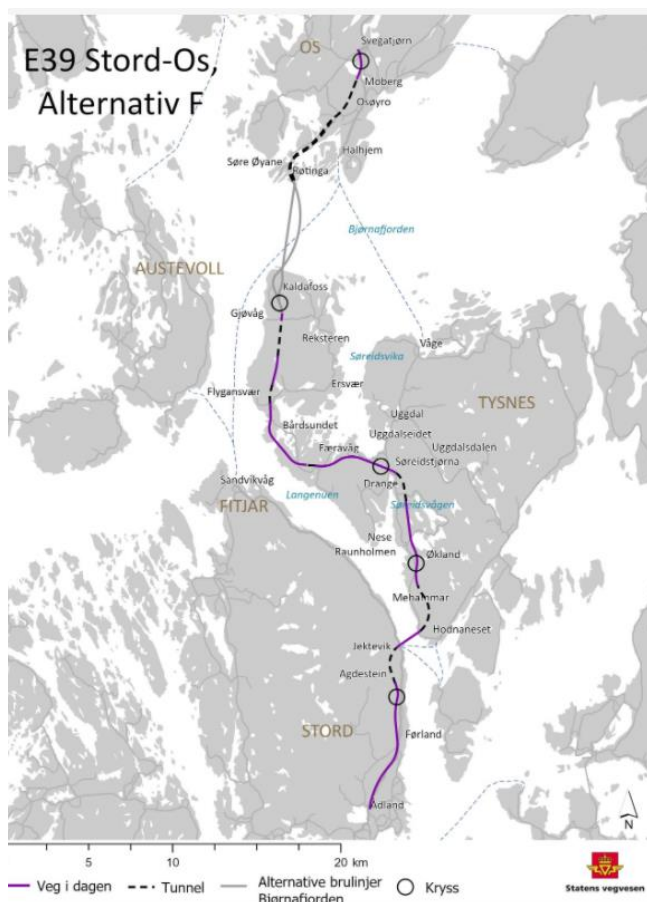 E39 Stord-Os,
Alternativ F
OS
Svegatjørn
Moberg
Osøyro
Søre Øyane
Røtinga
Hålhjem
Bjørnafjorden
AUSTEVOLL
Kaldafoss
Gjøvåg
Reksteren
Søreidsvika
Våge
Flygansvær
Ersvær
TYSNES
Uggdal
Bårdsundet
Uggdalseidet
Færavåg
Uggdalsdalen
Søreidstjørna
Sandvikvåg
Drange
FITJAR
Langenuen
Søreidsvågen
Nese
Raunholmen
Økland
Mehammar
Hodnaneset
Jektevik
Agdestein
STORD
Førland
Ådland
N
5
10
20 km
Veg i dagen
Tunnel
Alternative brulinjer
Bjørnafjorden
Kryss
Statens vegvesen